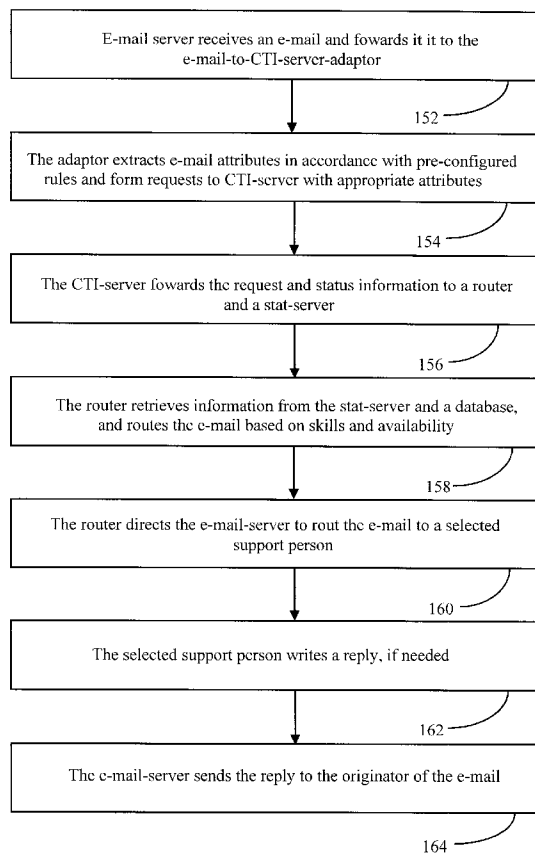 E-mail server receives an e-mail and fowards it it to the
e-mail-to-CTI-server-adaptor
152
The adaptor extracts e-mail attributes in accordance with pre-configured
rules and form requests to CTI-server with appropriate attributes
154
The CTI-server fowards the request and status information to a router
and a stat-server
156
The router retrieves information from the stat-server and a database,
and routes the e-mail based on skills and availability
158
The router directs the e-mail-server to rout the e-mail to a selected
support person
160
The selected support person writes a reply, if needed
162
The e-mail-server sends the reply to the originator of the e-mail
164